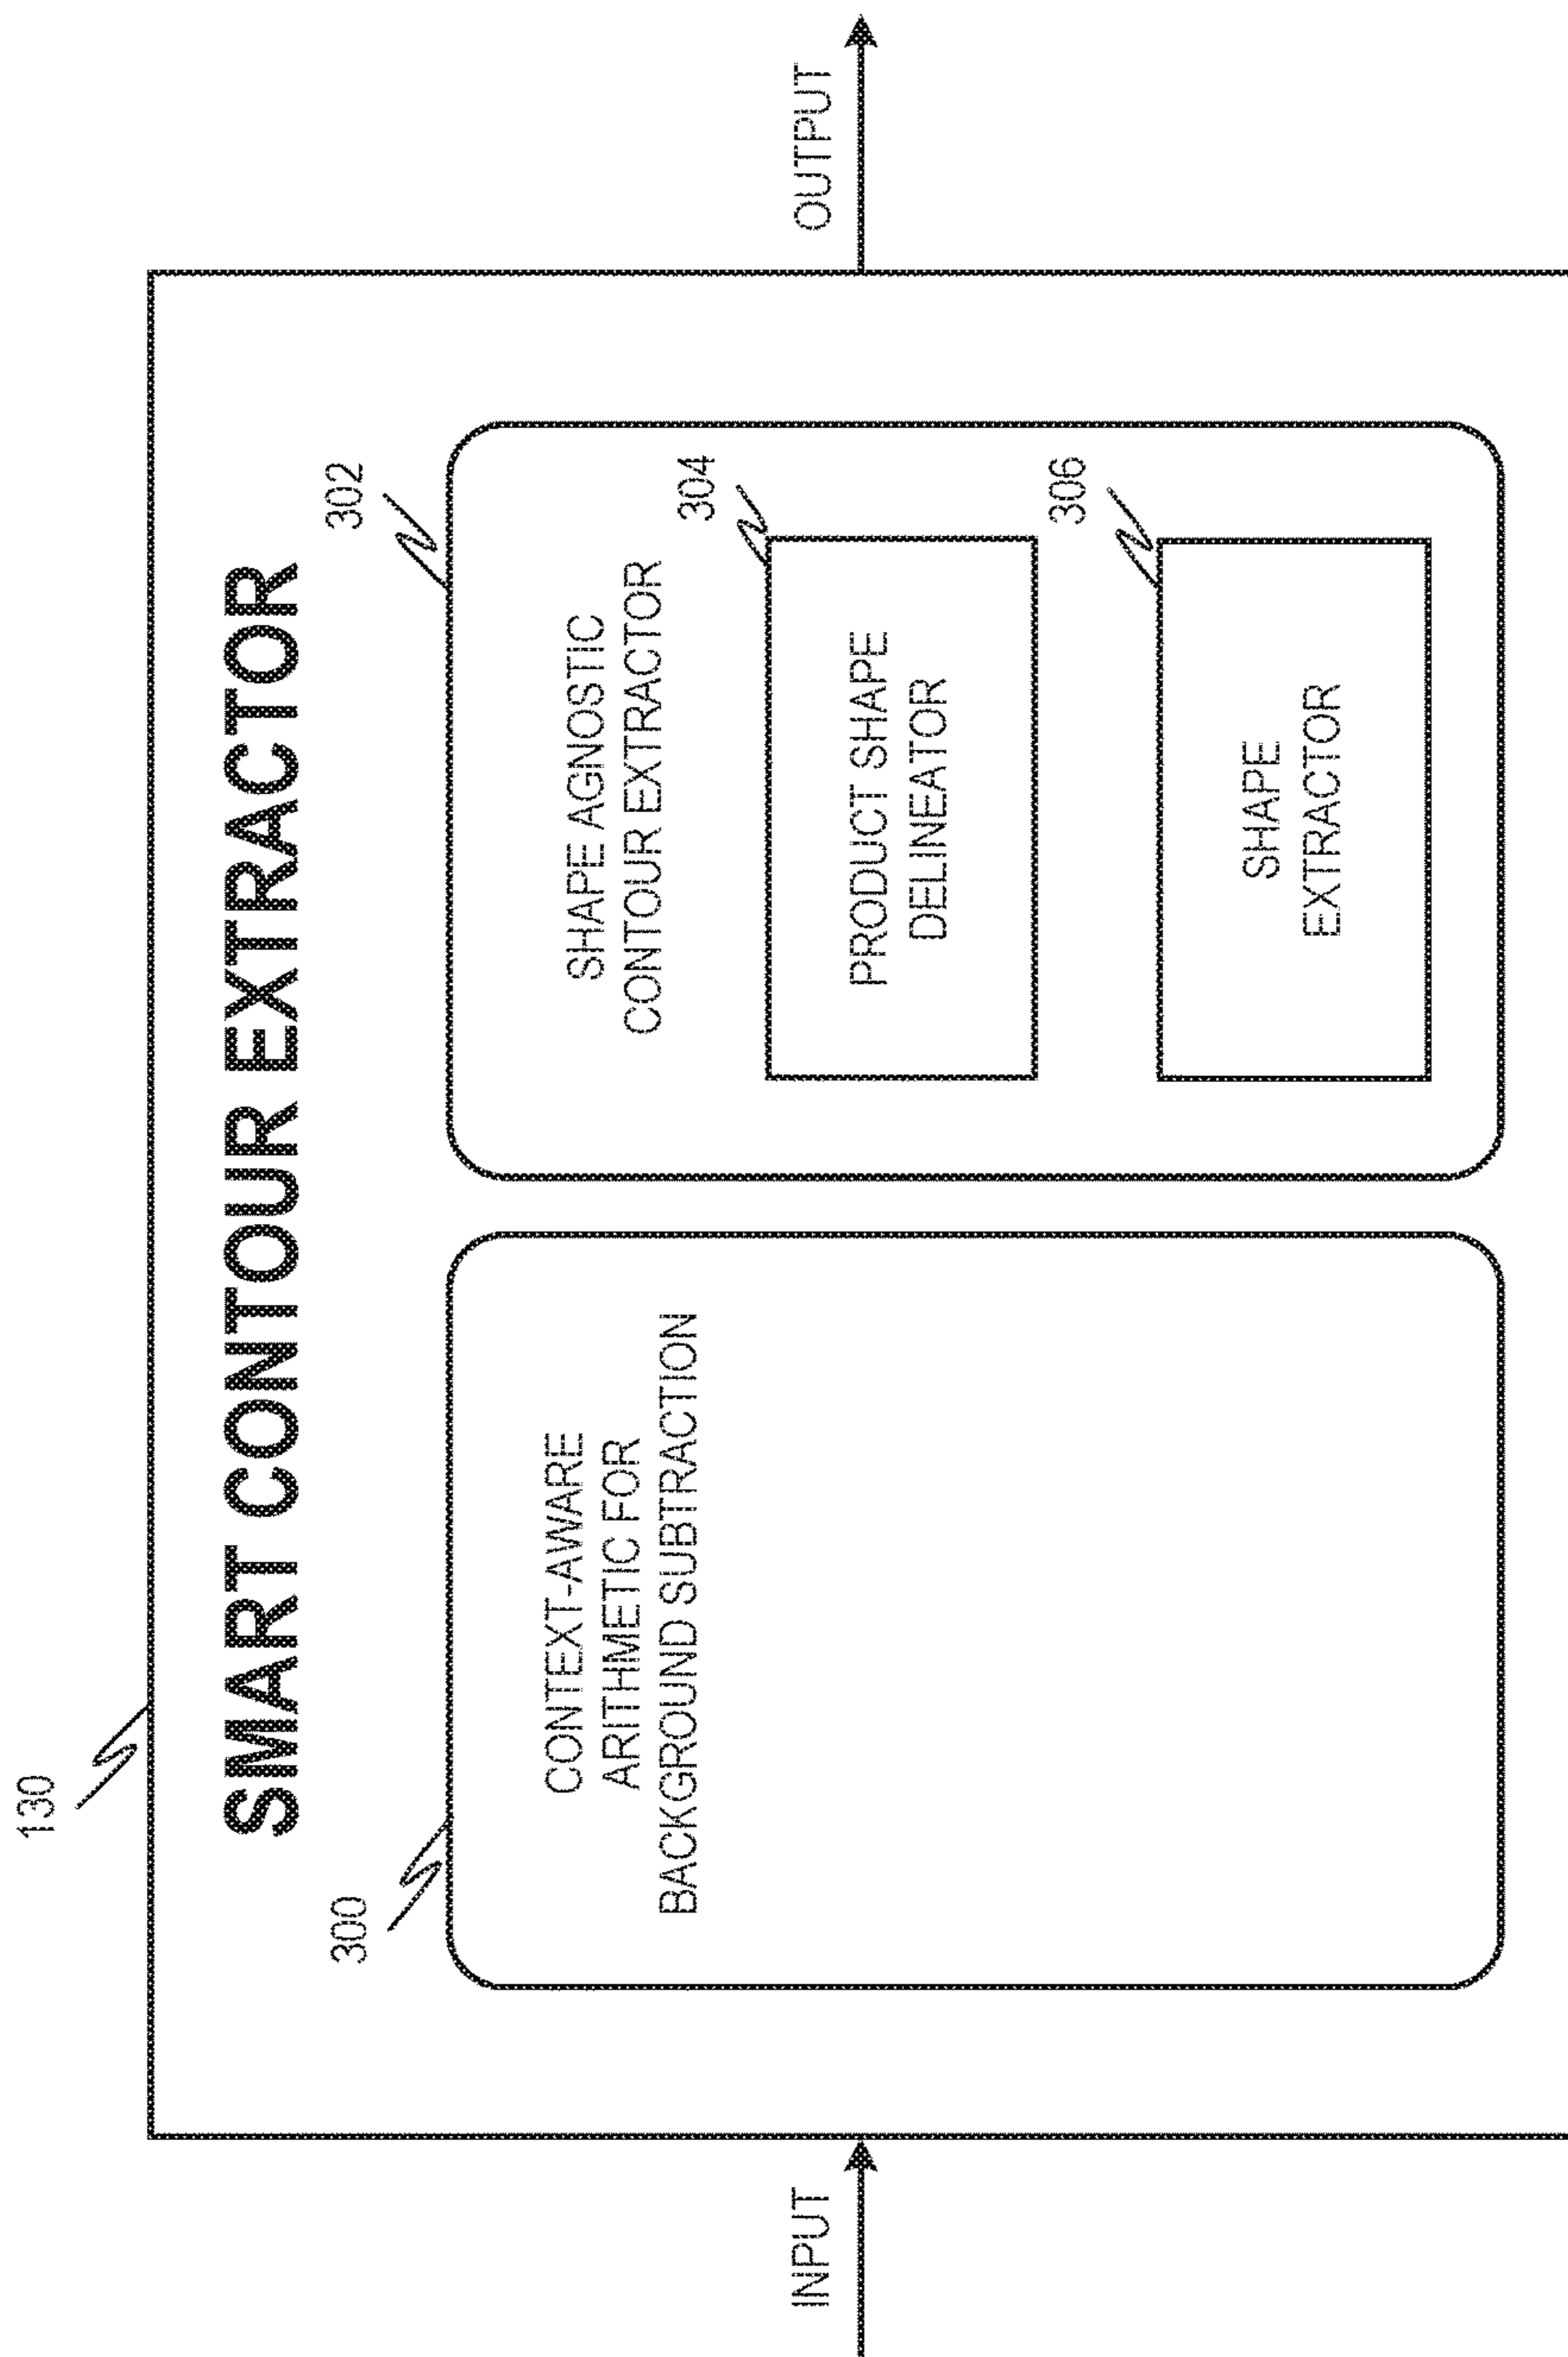 130
SMART CONTOUR EXTRACTOR
300
CONTEXT-AWARE
ARITHMETIC FOR
BACKGROUND SUBTRACTION
302
SHAPE AGNOSTIC
CONTOUR EXTRACTOR
304
PRODUCT SHAPE
DELINEATOR
306
SHAPE
EXTRACTOR
INPUT
OUTPUT